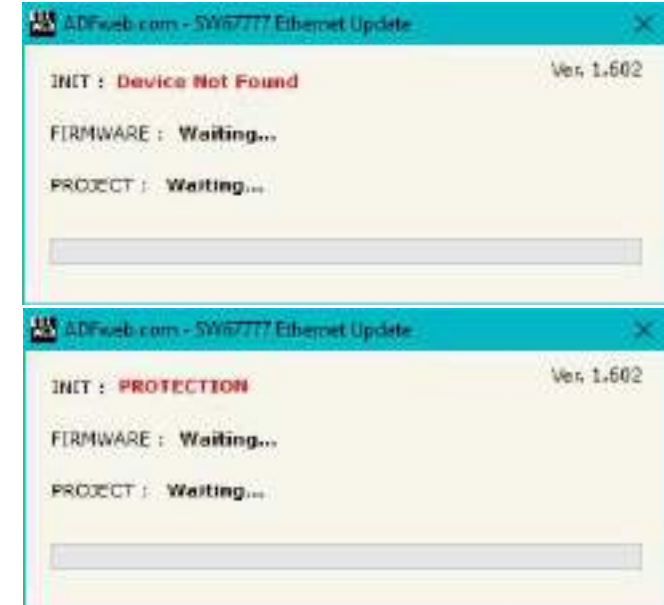 ADFweb.com - SW67777 Ethernet Update
Ver. 1.602
INIT : Device Not Found
FIRMWARE : Waiting...
PROJECT : Waiting...
ADFweb.com - SW67777 Ethernet Update
Ver. 1.602
INIT : PROTECTION
FIRMWARE : Waiting...
PROJECT : Waiting...